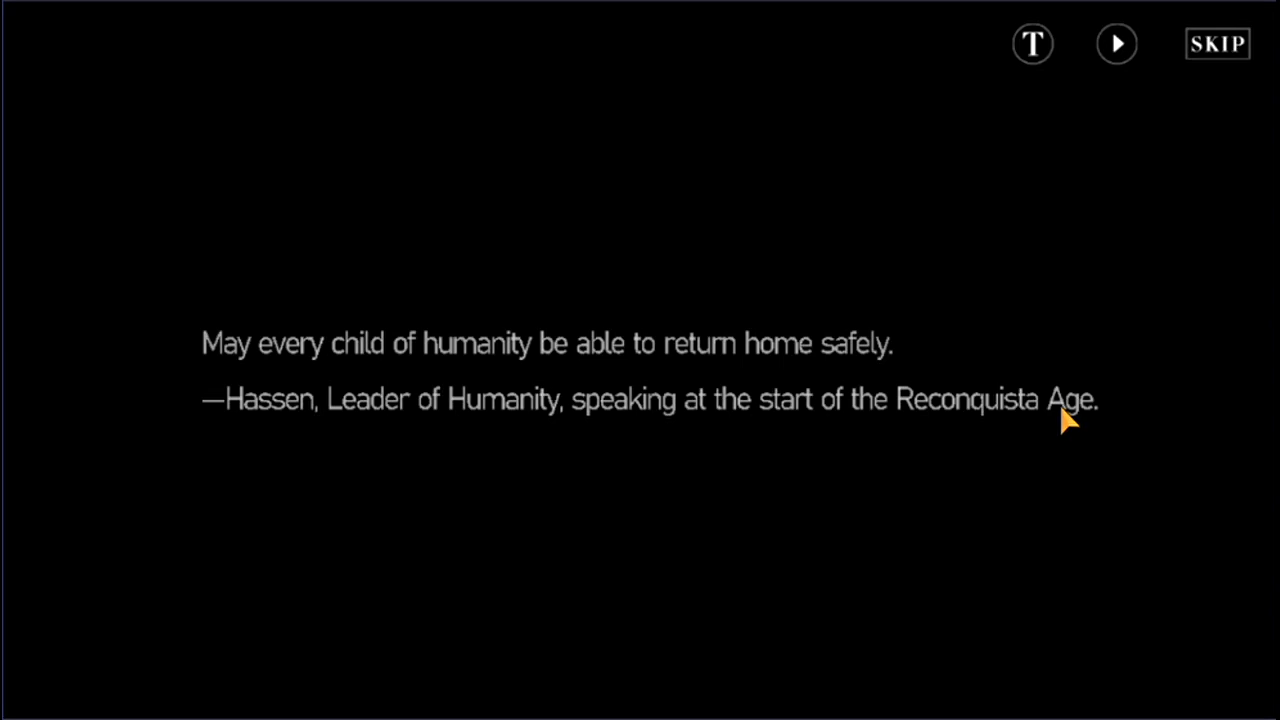 T
SKIP
May every child of humanity be able to return home safely.
—Hassen, Leader of Humanity, speaking at the start of the Reconquista Age.